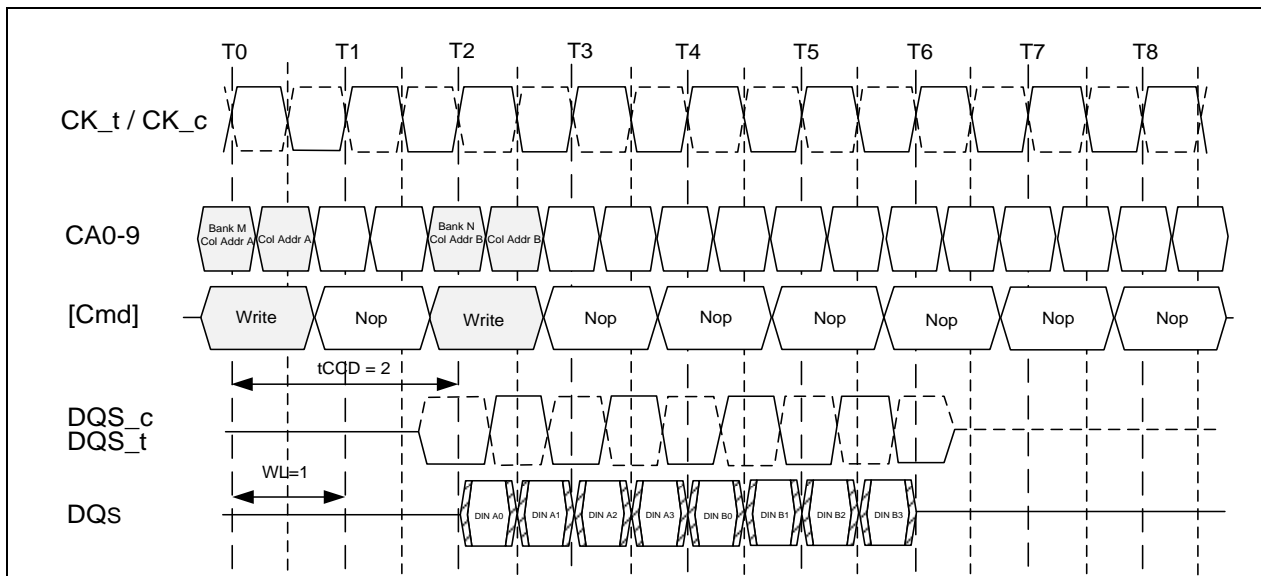 T0 T1 T2 T3 T4 T5 T6 T7 T8
CK_t / CK_c
CA0-9
Bank M
Col Addr A
Col Addr A
Bank N
Col Addr B
Col Addr B
[Cmd]
Write Nop Write Nop Nop Nop Nop Nop Nop
tCCD = 2
DQS_c
DQS_t
WL=1
DQs
DIN A0 DIN A1 DIN A2 DIN A3 DIN B0 DIN B1 DIN B2 DIN B3